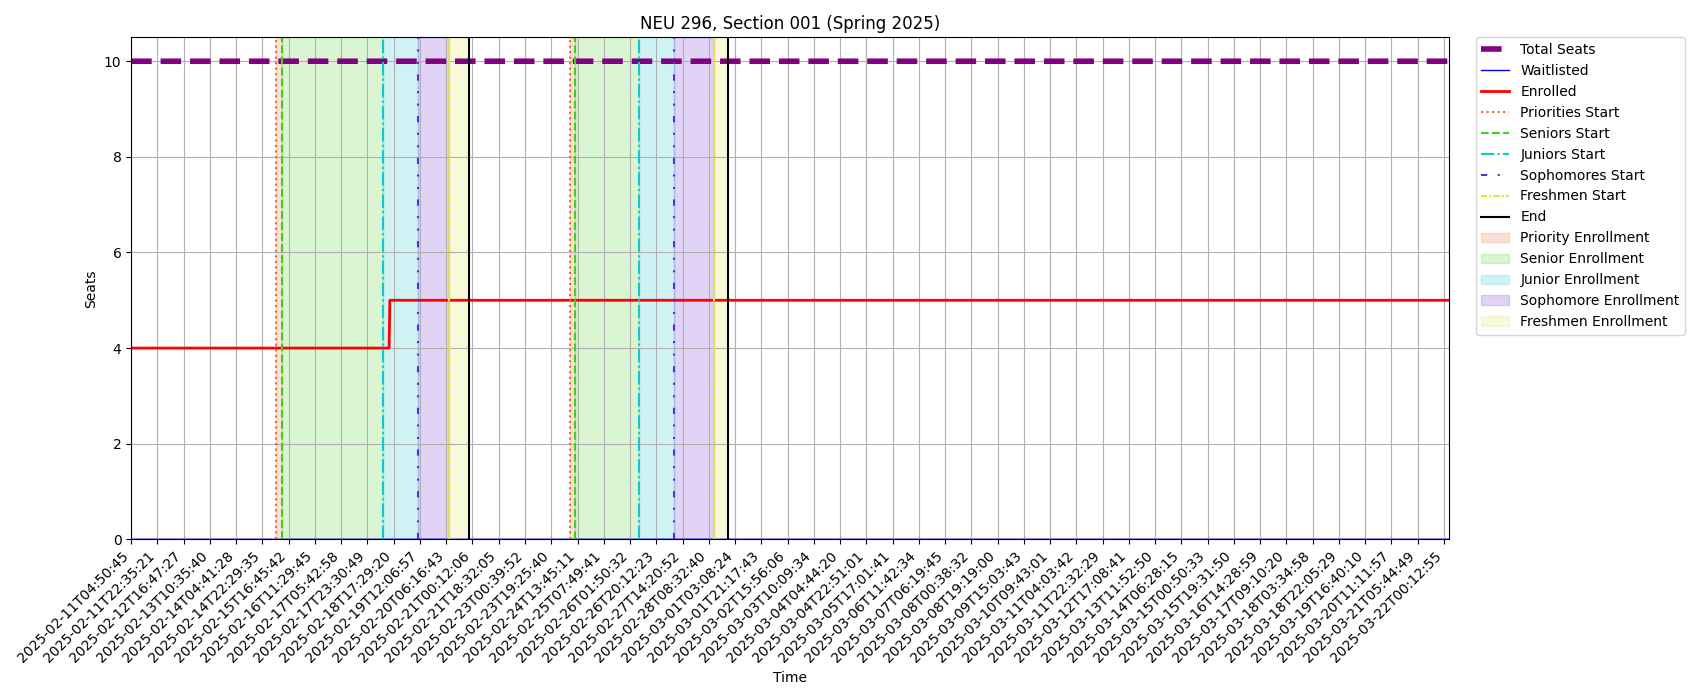 NEU 296, Section 001 (Spring 2025)
Seats
10
8
6
4
2
0
2025-02-11T04:50:45
2025-02-11T22:35:21
2025-02-12T16:47:27
2025-02-13T10:35:40
2025-02-14T04:41:28
2025-02-14T22:29:35
2025-02-15T16:45:42
2025-02-16T11:29:45
2025-02-17T05:42:58
2025-02-17T23:30:49
2025-02-18T17:29:20
2025-02-19T12:06:57
2025-02-20T06:16:43
2025-02-21T00:12:06
2025-02-21T18:32:05
2025-02-23T00:39:52
2025-02-23T19:25:40
2025-02-24T13:45:11
2025-02-25T07:49:41
2025-02-26T01:50:32
2025-02-26T20:12:23
2025-02-27T14:20:52
2025-02-28T08:32:40
2025-03-01T03:08:24
2025-03-01T21:17:43
2025-03-02T15:56:06
2025-03-03T10:09:34
2025-03-04T04:44:20
2025-03-04T22:51:01
2025-03-05T17:01:41
2025-03-06T11:42:34
2025-03-07T06:19:45
2025-03-08T00:38:32
2025-03-08T19:19:00
2025-03-09T15:03:43
2025-03-10T09:43:01
2025-03-11T04:03:42
2025-03-11T22:32:29
2025-03-12T17:08:41
2025-03-13T11:52:50
2025-03-14T06:28:15
2025-03-15T00:50:33
2025-03-15T19:31:50
2025-03-16T14:28:59
2025-03-17T09:10:20
2025-03-18T03:34:58
2025-03-18T22:05:29
2025-03-19T16:40:10
2025-03-20T11:11:57
2025-03-21T05:44:49
2025-03-22T00:12:55
Time
Total Seats
Waitlisted
Enrolled
Priorities Start
Seniors Start
Juniors Start
Sophomores Start
Freshmen Start
End
Priority Enrollment
Senior Enrollment
Junior Enrollment
Sophomore Enrollment
Freshmen Enrollment